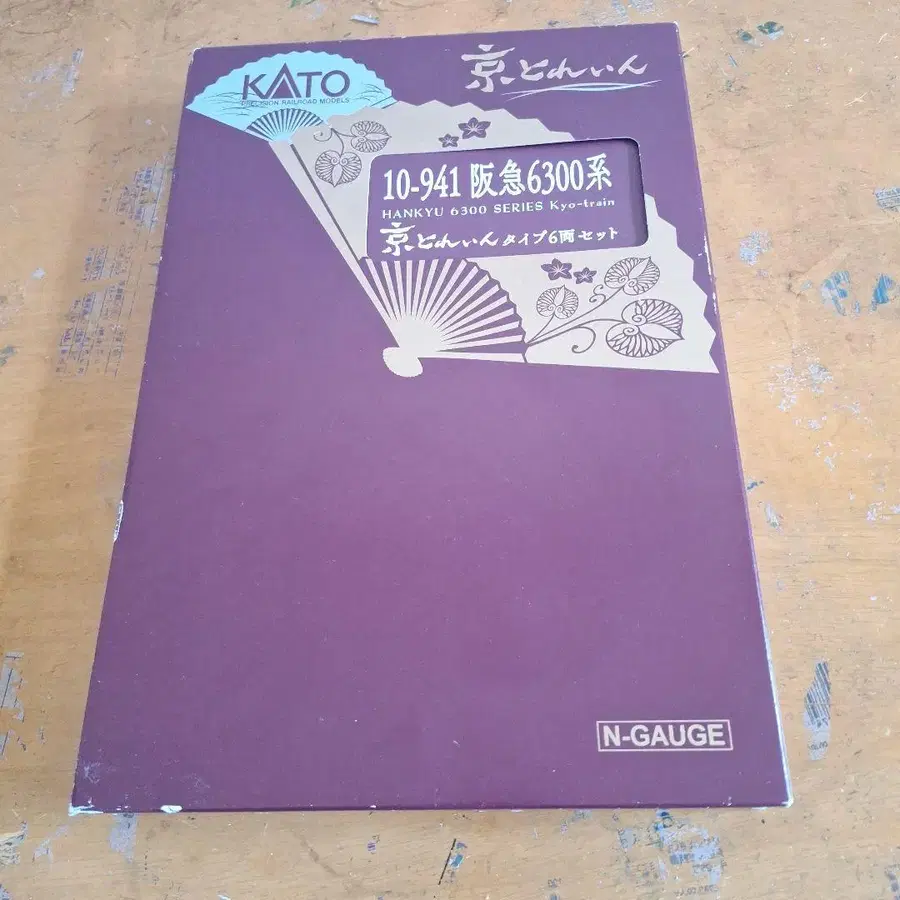 KATO
PRECISION RAILROAD MODELS
京とれいん
10-941 阪急6300系
HANKYU 6300 SERIES Kyo-train
京とれいん タイプ6両セット
N-GAUGE